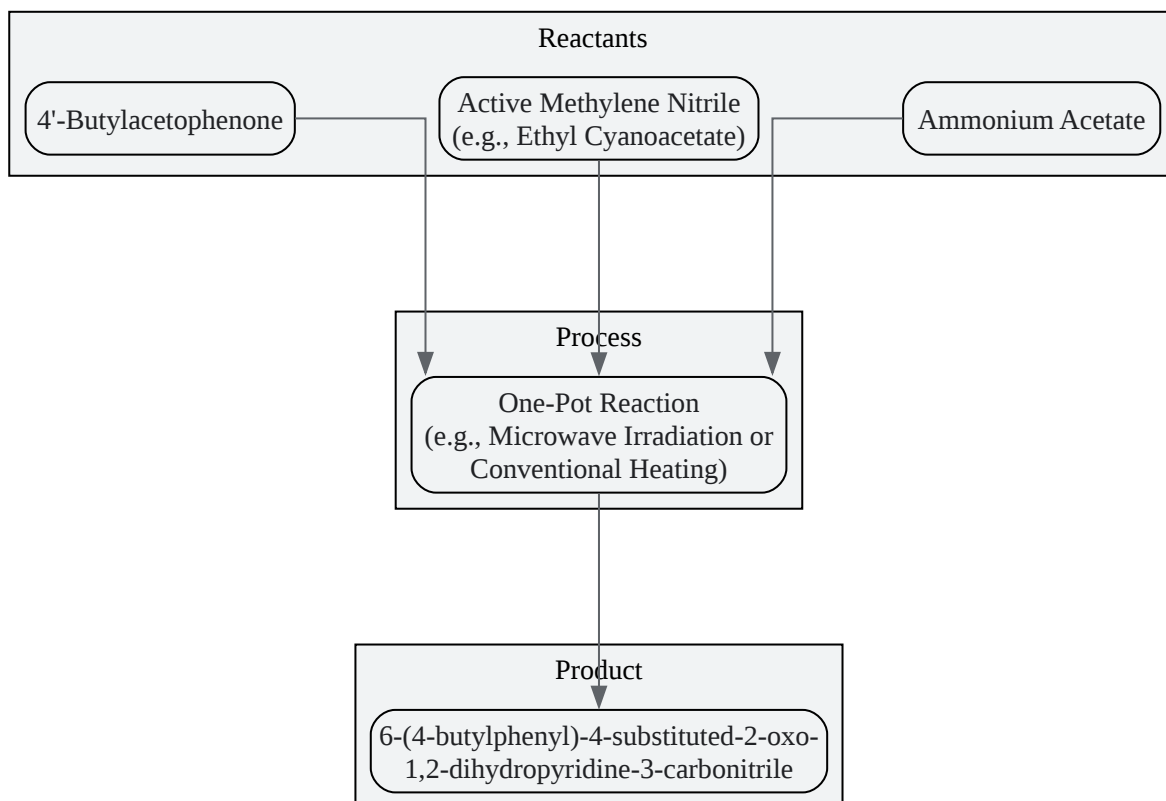 Reactants
4'-Butylacetophenone
Active Methylene Nitrile
(e.g., Ethyl Cyanoacetate)
Ammonium Acetate
Process
One-Pot Reaction
(e.g., Microwave Irradiation or
Conventional Heating)
Product
6-(4-butylphenyl)-4-substituted-2-oxo-
1,2-dihydropyridine-3-carbonitrile